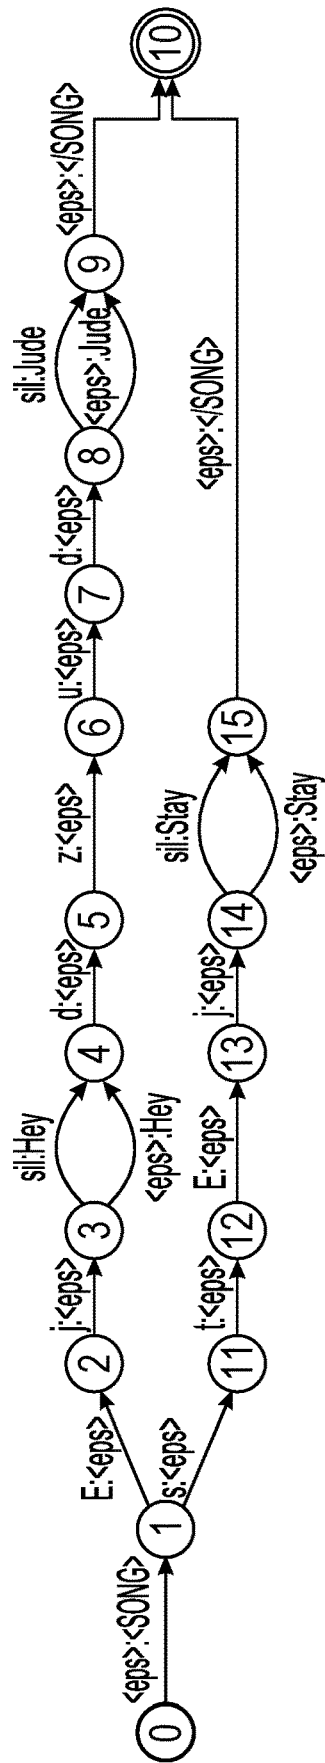 0
<eps>:<SONG>
1
E:<eps>
2
j:<eps>
3
sil:Hey
<eps>:Hey
4
d:<eps>
5
z:<eps>
6
u:<eps>
7
d:<eps>
8
sil:Jude
<eps>:Jude
9
<eps>:</SONG>
10
s:<eps>
11
t:<eps>
12
E:<eps>
13
j:<eps>
14
sil:Stay
<eps>:Stay
15
<eps>:</SONG>